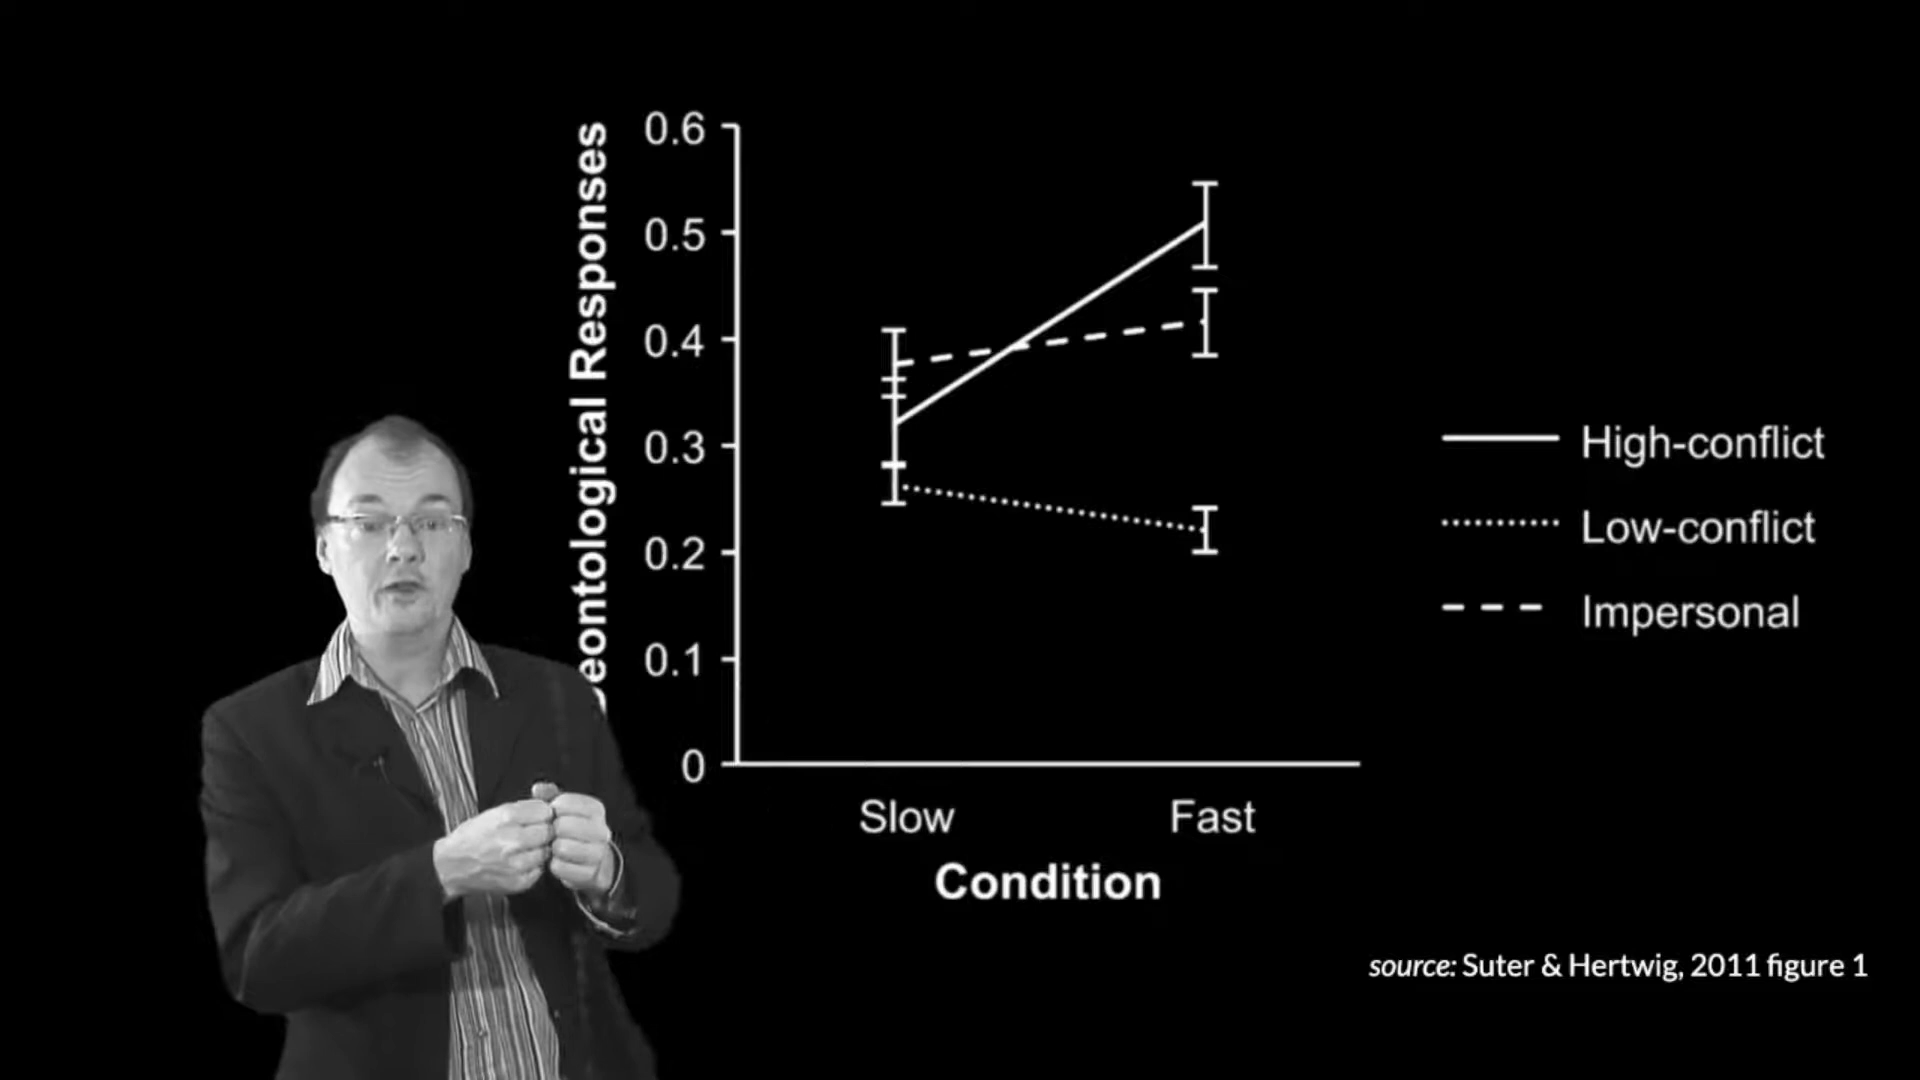 eontological Responses
0.6
0.5
0.4
0.3
0.2
0.1
0
Slow
Fast
Condition
High-conflict
Low-conflict
Impersonal
source: Suter & Hertwig, 2011 figure 1